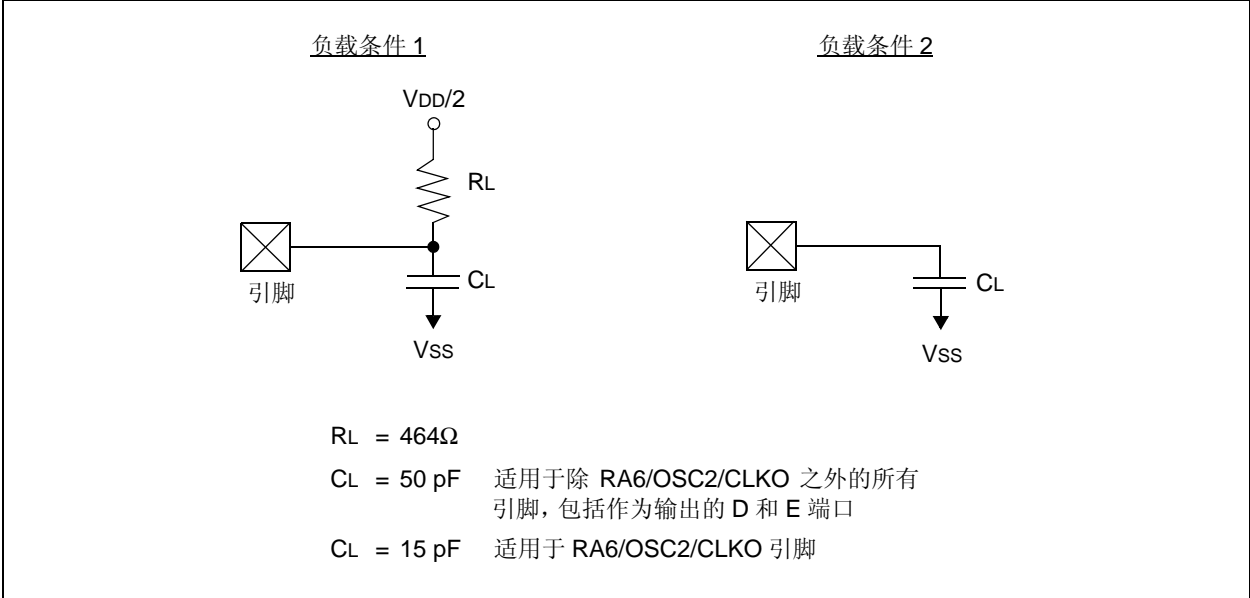 负载条件 1
负载条件 2
VDD/2
RL
CL
引脚
VSS
CL
引脚
VSS
RL = 464Ω
CL = 50 pF 适用于除 RA6/OSC2/CLKO 之外的所有
引脚，包括作为输出的 D 和 E 端口
CL = 15 pF 适用于 RA6/OSC2/CLKO 引脚